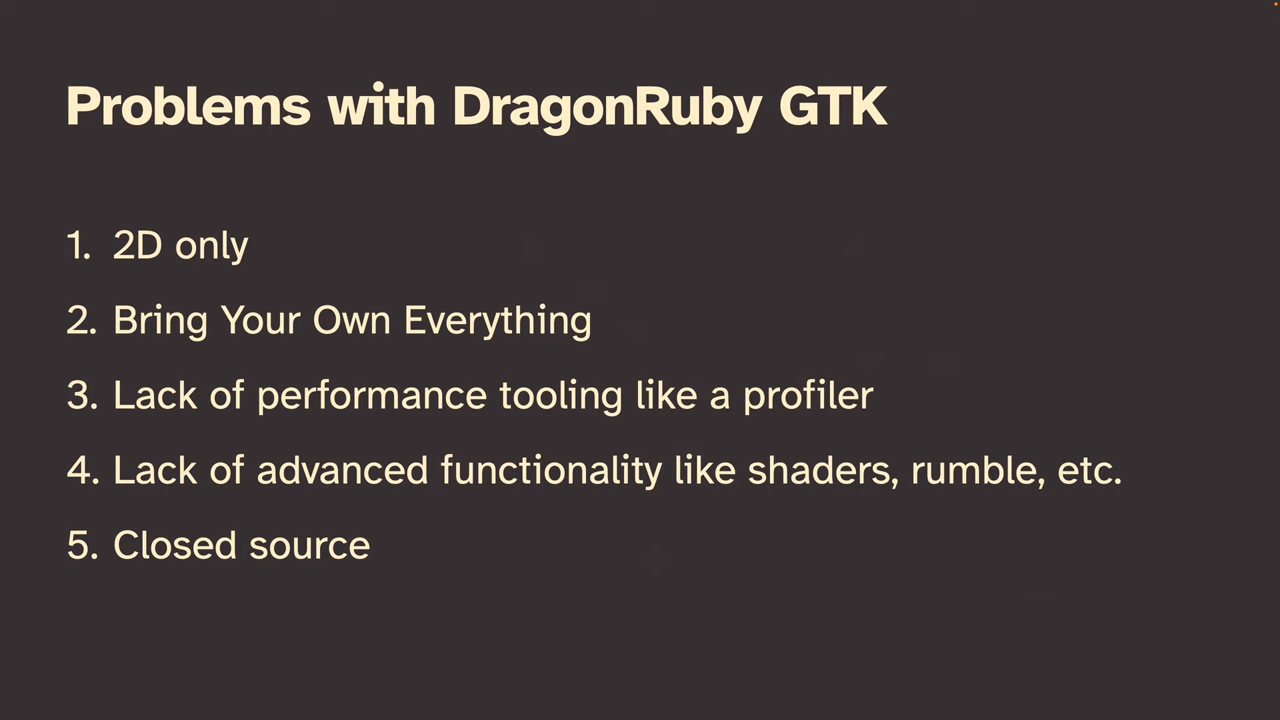 Problems with DragonRuby GTK
1. 2D only
2. Bring Your Own Everything
3. Lack of performance tooling like a profiler
4. Lack of advanced functionality like shaders, rumble, etc.
5. Closed source